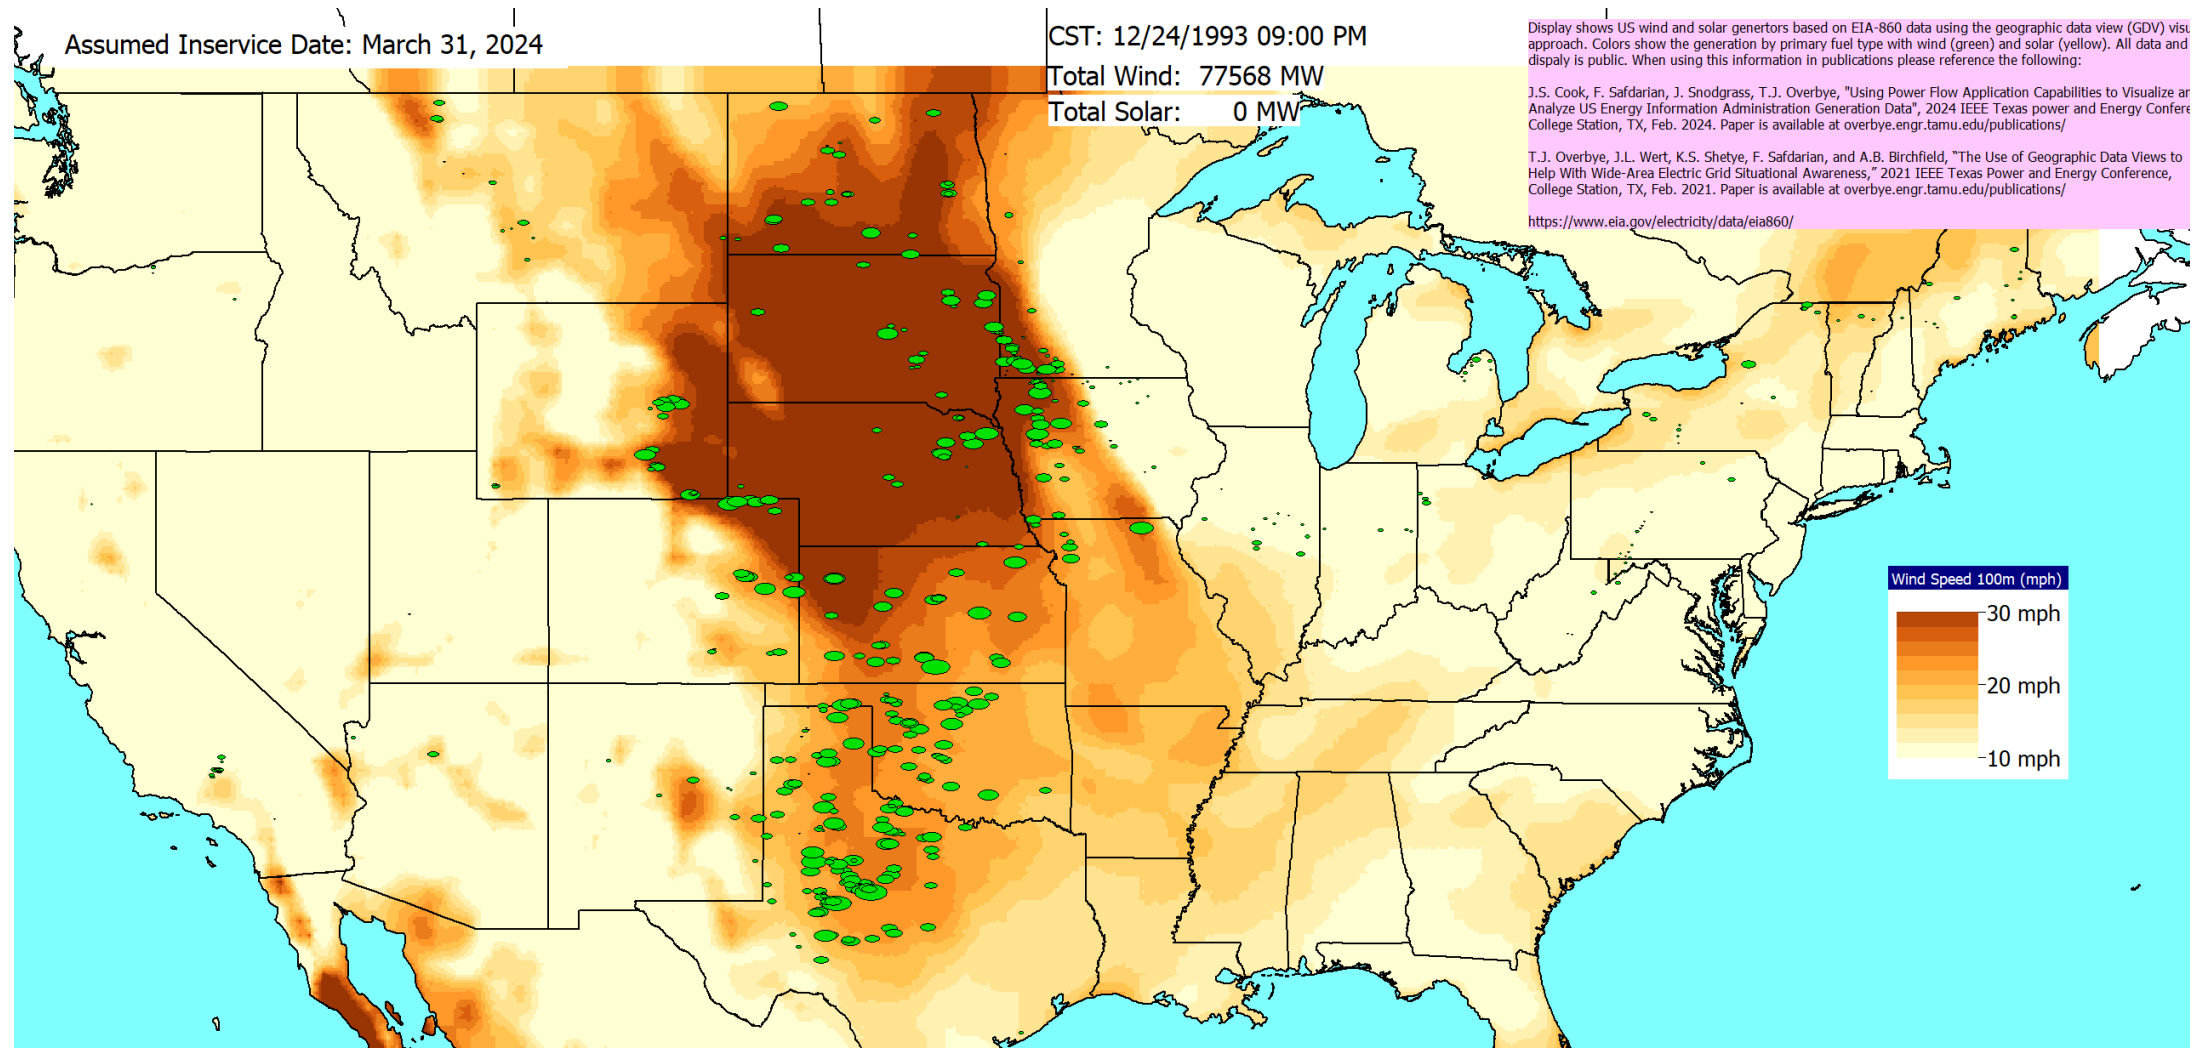 Assumed Inservice Date: March 31, 2024
CST: 12/24/1993 09:00 PM
Total Wind: 77568 MW
Total Solar: 0 MW
Display shows US wind and solar genertors based on EIA-860 data using the geographic data view (GDV)
approach. Colors show the generation by primary fuel type with wind (green) and solar (yellow). All data and
dispaly is public. When using this information in publications please reference the following:
J.S. Cook, F. Safdarian, J. Snodgrass, T.J. Overbye, "Using Power Flow Application Capabilities to Visualize
Analyze US Energy Information Administration Generation Data", 2024 IEEE Texas power and Energy
College Station, TX, Feb. 2024. Paper is available at overbye.engr.tamu.edu/publications/
T.J. Overbye, J.L. Wert, K.S. Shetye, F. Safdarian, and A.B. Birchfield, "The Use of Geographic Data Views to
Help With Wide-Area Electric Grid Situational Awareness," 2021 IEEE Texas Power and Energy Conference,
College Station, TX, Feb. 2021. Paper is available at overbye.engr.tamu.edu/publications/
https://www.eia.gov/electricity/data/eia860/
Wind Speed 100m (mph)
30 mph
20 mph
10 mph